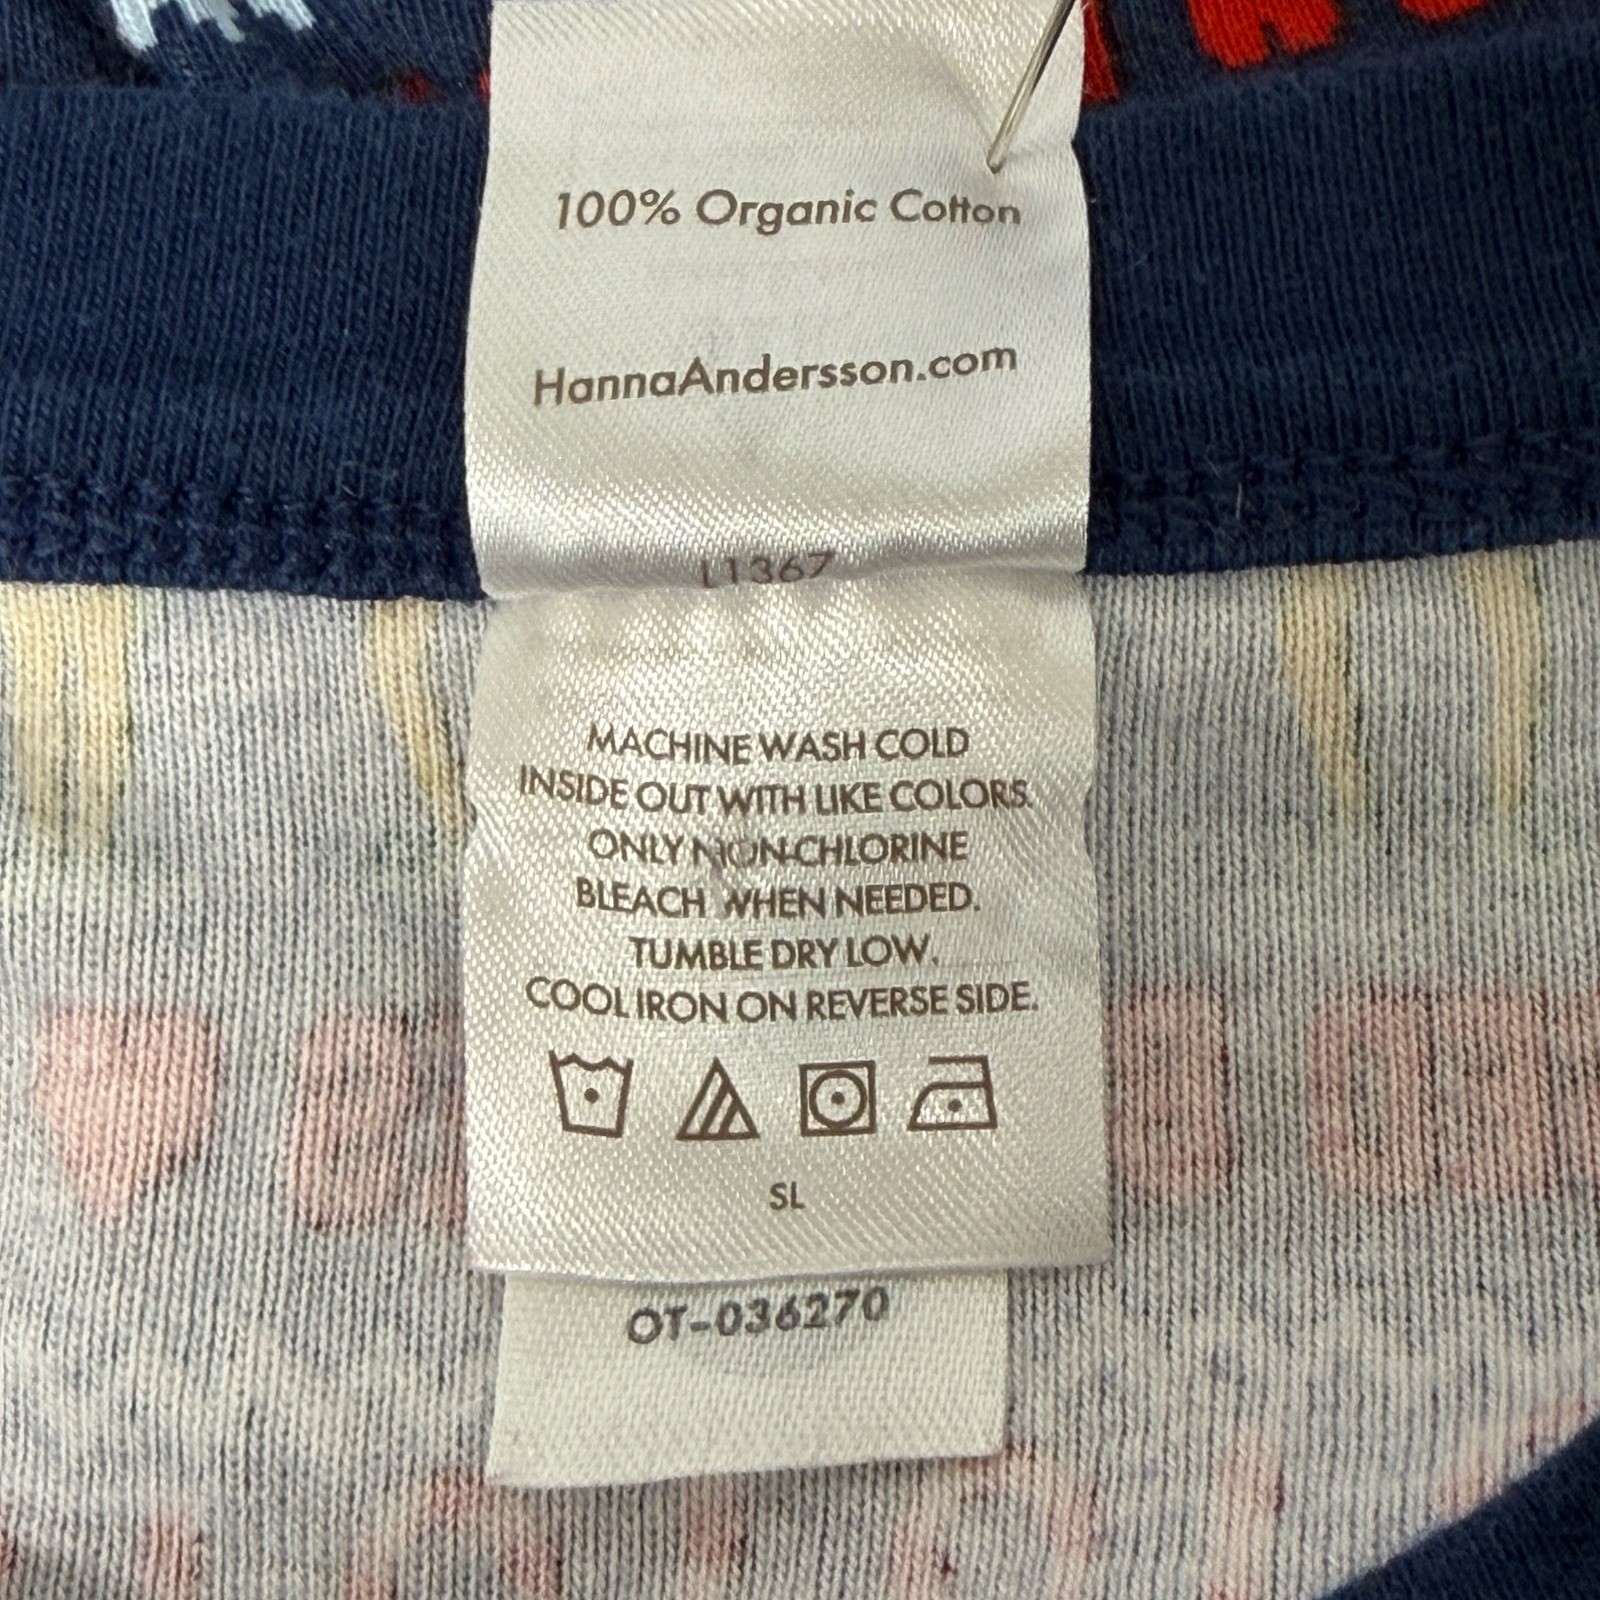 100% Organic Cotton
HannaAndersson.com
L1367
MACHINE WASH COLD
INSIDE OUT WITH LIKE COLORS.
ONLY NON-CHLORINE
BLEACH WHEN NEEDED.
TUMBLE DRY LOW.
COOL IRON ON REVERSE SIDE.
SL
OT-036270